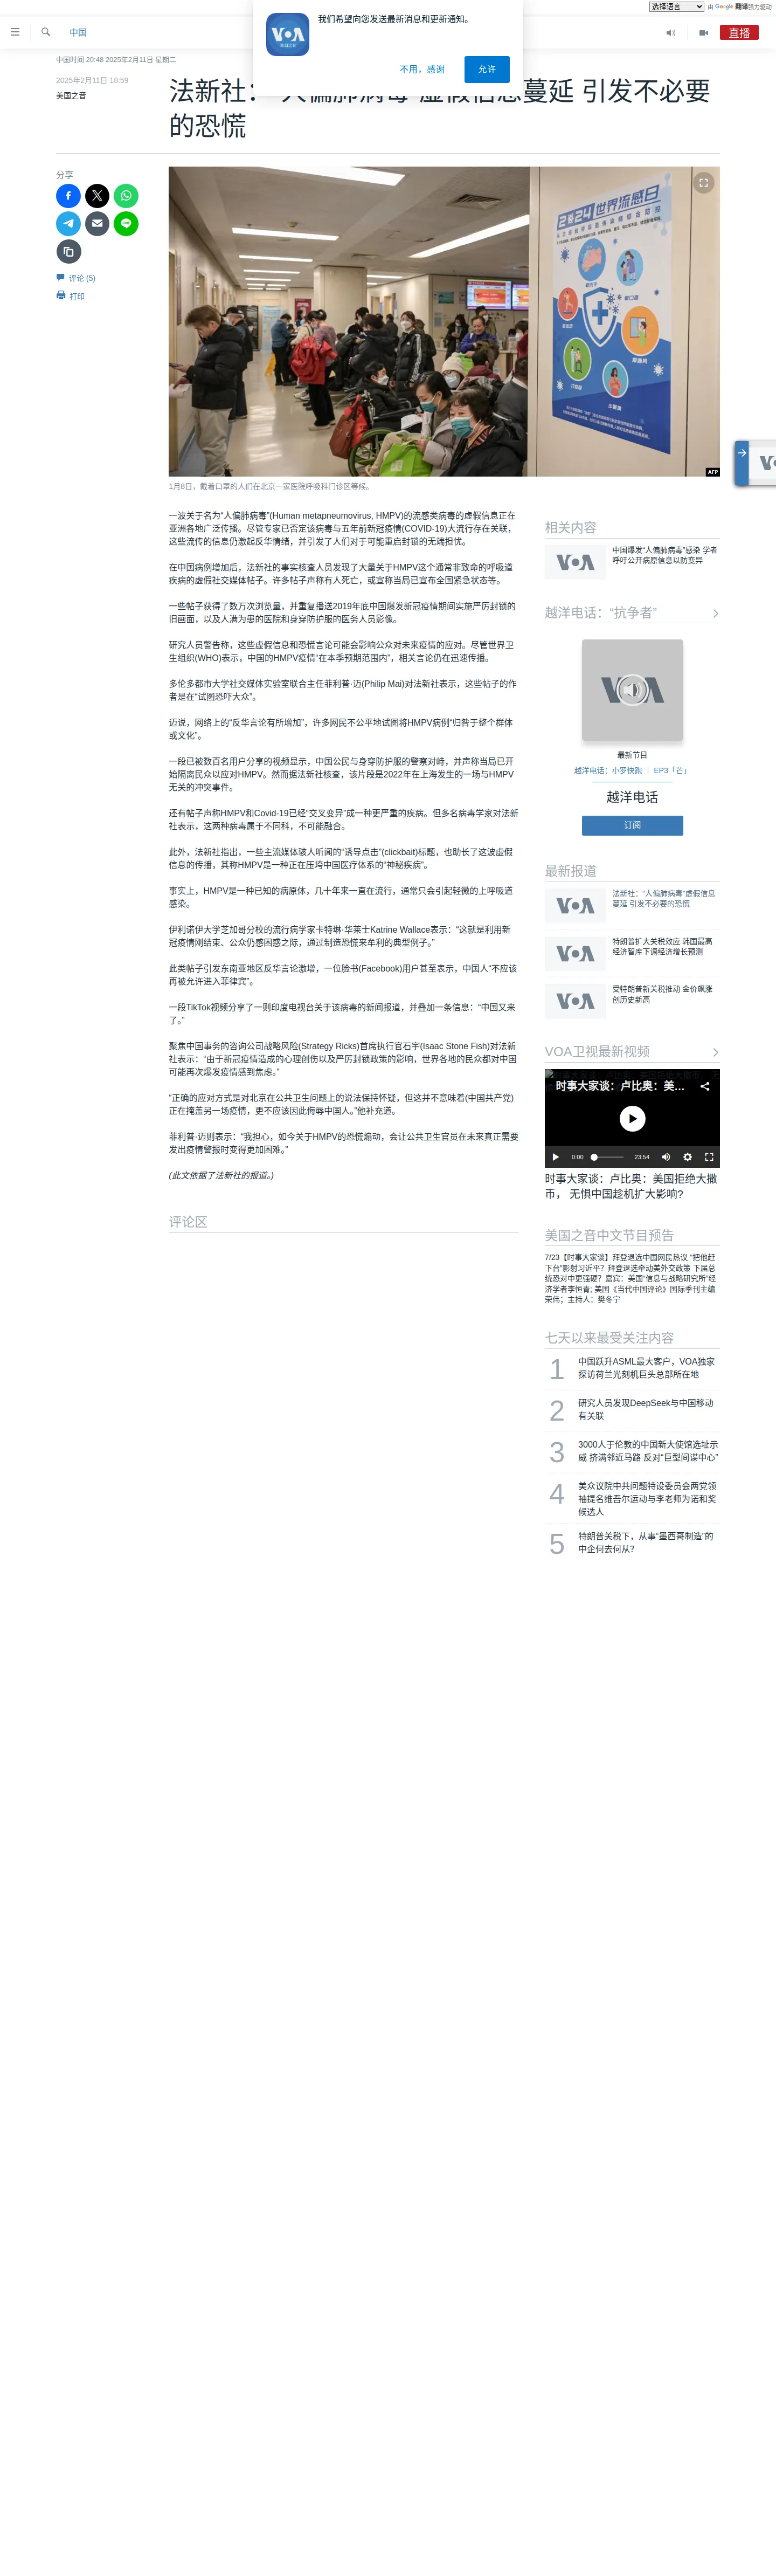 选择语言 由 Google 翻译强力驱动
VOA
美国之音
我们希望向您发送最新消息和更新通知。
不用，感谢 允许
中国
直播
中国时间 20:48 2025年2月11日 星期二
2025年2月11日 18:59
美国之音
法新社：“人偏肺病毒”虚假信息蔓延 引发不必要
的恐慌
分享
评论 (5)
打印
2024世界流感日
AFP
1月8日，戴着口罩的人们在北京一家医院呼吸科门诊区等候。
一波关于名为“人偏肺病毒”(Human metapneumovirus, HMPV)的流感类病毒的虚假信息正在
亚洲各地广泛传播。尽管专家已否定该病毒与五年前新冠疫情(COVID-19)大流行存在关联，
这些流传的信息仍激起反华情绪，并引发了人们对于可能重启封锁的无端担忧。
在中国病例增加后，法新社的事实核查人员发现了大量关于HMPV这个通常非致命的呼吸道
疾病的虚假社交媒体帖子。许多帖子声称有人死亡，或宣称当局已宣布全国紧急状态等。
一些帖子获得了数万次浏览量，并重复播送2019年底中国爆发新冠疫情期间实施严厉封锁的
旧画面，以及人满为患的医院和身穿防护服的医务人员影像。
研究人员警告称，这些虚假信息和恐慌言论可能会影响公众对未来疫情的应对。尽管世界卫
生组织(WHO)表示，中国的HMPV疫情“在本季预期范围内”，相关言论仍在迅速传播。
多伦多都市大学社交媒体实验室联合主任菲利普·迈(Philip Mai)对法新社表示，这些帖子的作
者是在“试图恐吓大众”。
迈说，网络上的“反华言论有所增加”，许多网民不公平地试图将HMPV病例“归咎于整个群体
或文化”。
一段已被数百名用户分享的视频显示，中国公民与身穿防护服的警察对峙，并声称当局已开
始隔离民众以应对HMPV。然而据法新社核查，该片段是2022年在上海发生的一场与HMPV
无关的冲突事件。
还有帖子声称HMPV和Covid-19已经“交叉变异”成一种更严重的疾病。但多名病毒学家对法新
社表示，这两种病毒属于不同科，不可能融合。
此外，法新社指出，一些主流媒体骇人听闻的“诱导点击”(clickbait)标题，也助长了这波虚假
信息的传播，其称HMPV是一种正在压垮中国医疗体系的“神秘疾病”。
事实上，HMPV是一种已知的病原体，几十年来一直在流行，通常只会引起轻微的上呼吸道
感染。
伊利诺伊大学芝加哥分校的流行病学家卡特琳·华莱士Katrine Wallace表示：“这就是利用新
冠疫情刚结束、公众仍感困惑之际，通过制造恐慌来牟利的典型例子。”
此类帖子引发东南亚地区反华言论激增，一位脸书(Facebook)用户甚至表示，中国人“不应该
再被允许进入菲律宾”。
一段TikTok视频分享了一则印度电视台关于该病毒的新闻报道，并叠加一条信息：“中国又来
了。”
聚焦中国事务的咨询公司战略风险(Strategy Ricks)首席执行官石宇(Isaac Stone Fish)对法新
社表示：“由于新冠疫情造成的心理创伤以及严厉封锁政策的影响，世界各地的民众都对中国
可能再次爆发疫情感到焦虑。”
“正确的应对方式是对北京在公共卫生问题上的说法保持怀疑，但这并不意味着(中国共产党)
正在掩盖另一场疫情，更不应该因此侮辱中国人。”他补充道。
菲利普·迈则表示：“我担心，如今关于HMPV的恐慌煽动，会让公共卫生官员在未来真正需要
发出疫情警报时变得更加困难。”
(此文依据了法新社的报道。)
评论区
相关内容
VOA
中国爆发“人偏肺病毒”感染 学者
呼吁公开病原信息以防变异
越洋电话：“抗争者”
VOA
最新节目
越洋电话：小罗快跑 ｜ EP3「芒」
越洋电话
订阅
最新报道
VOA
法新社：“人偏肺病毒”虚假信息
蔓延 引发不必要的恐慌
VOA
特朗普扩大关税效应 韩国最高
经济智库下调经济增长预测
VOA
受特朗普新关税推动 金价飙涨
创历史新高
VOA卫视最新视频
时事大家谈：卢比奥：美…
0:00 23:54
时事大家谈：卢比奥：美国拒绝大撒
币， 无惧中国趁机扩大影响？
美国之音中文节目预告
7/23【时事大家谈】拜登退选中国网民热议 “把他赶
下台”影射习近平？拜登退选牵动美外交政策 下届总
统恐对中更强硬？嘉宾：美国“信息与战略研究所”经
济学者李恒青; 美国《当代中国评论》国际季刊主编
荣伟；主持人：樊冬宁
七天以来最受关注内容
1 中国跃升ASML最大客户，VOA独家
探访荷兰光刻机巨头总部所在地
2 研究人员发现DeepSeek与中国移动
有关联
3 3000人于伦敦的中国新大使馆选址示
威 挤满邻近马路 反对“巨型间谍中心”
4 美众议院中共问题特设委员会两党领
袖提名维吾尔运动与李老师为诺和奖
候选人
5 特朗普关税下，从事“墨西哥制造”的
中企何去何从？